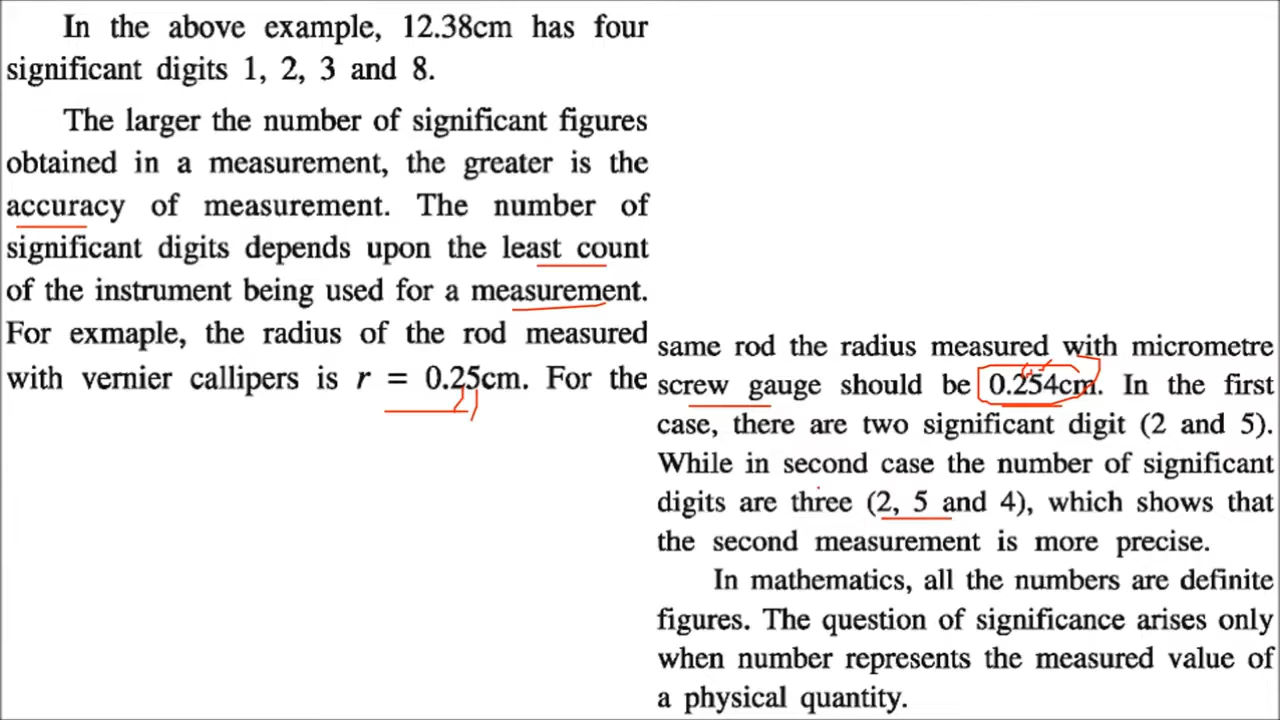 In the above example, 12.38cm has four
significant digits 1, 2, 3 and 8.
The larger the number of significant figures
obtained in a measurement, the greater is the
accuracy of measurement. The number of
significant digits depends upon the least count
of the instrument being used for a measurement.
For exmaple, the radius of the rod measured
with vernier callipers is r = 0.25cm. For the
same rod the radius measured with micrometre
screw gauge should be 0.254cm. In the first
case, there are two significant digit (2 and 5).
While in second case the number of significant
digits are three (2, 5 and 4), which shows that
the second measurement is more precise.
In mathematics, all the numbers are definite
figures. The question of significance arises only
when number represents the measured value of
a physical quantity.